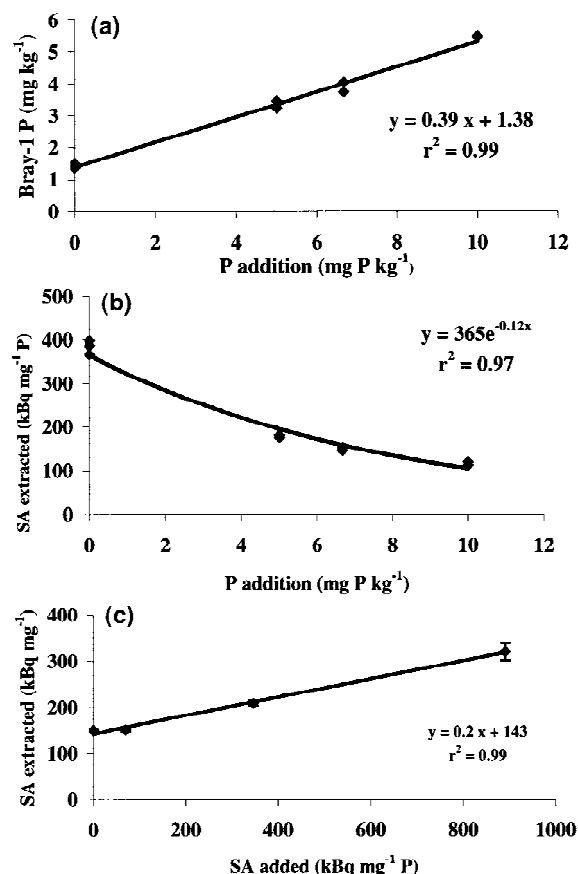 (a)
6
5
4
3
2
1
0
Bray-1 P (mg kg-1)
y = 0.39 x + 1.38
r2 = 0.99
0 2 4 6 8 10 12
P addition (mg P kg-1)
(b)
500
400
300
200
100
0
SA extracted (kBq mg-1 P)
y = 365e-0.12x
r2 = 0.97
0 2 4 6 8 10 12
P addition (mg P kg-1)
(c)
400
300
200
100
0
SA extracted (kBq mg-1)
y = 0.2 x + 143
r2 = 0.99
0 200 400 600 800 1000
SA added (kBq mg-1 P)